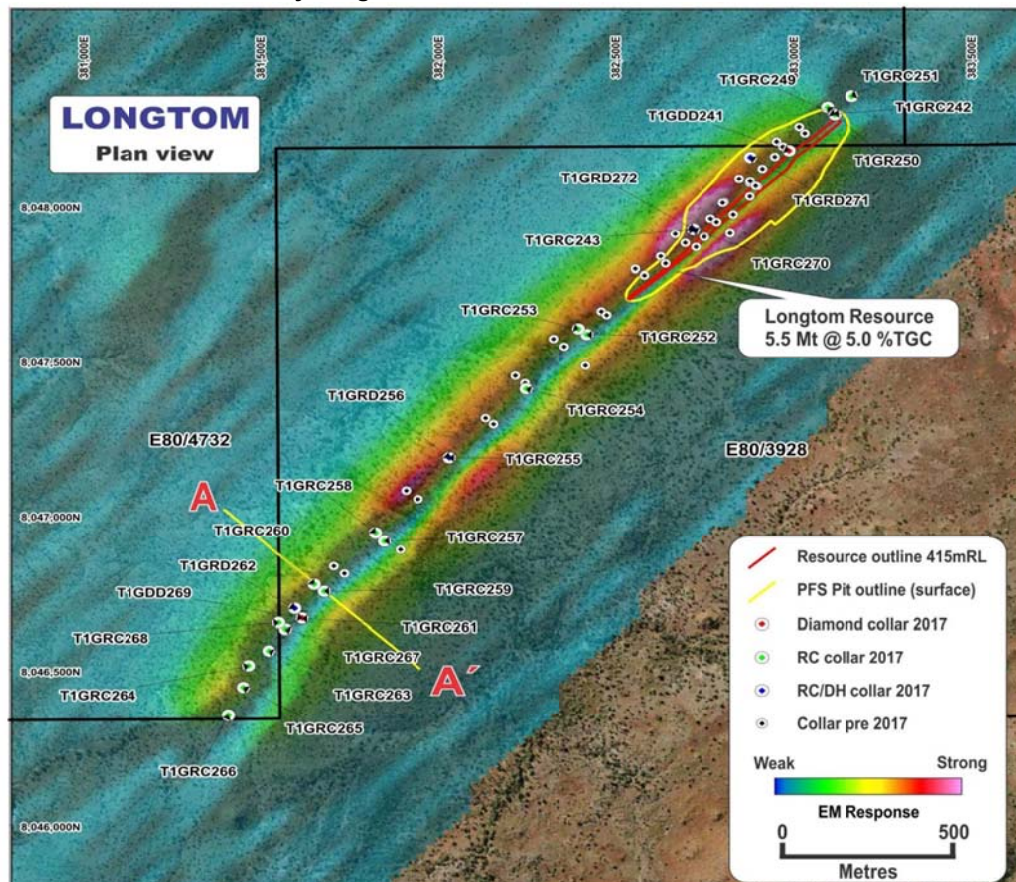 381,000E
381,500E
382,000E
382,500E
383,000E
383,500E
LONGTOM
Plan view
T1GRC249
T1GRC251
T1GDD241
T1GRC242
T1GR250
T1GRD272
T1GRD271
8,048,000N
T1GRC243
T1GRC270
T1GRC253
Longtom Resource
5.5 Mt @ 5.0 %TGC
T1GRC252
8,047,500N
T1GRD256
T1GRC254
E80/4732
E80/3928
T1GRC255
T1GRC258
A
8,047,000N
T1GRC260
T1GRC257
T1GRD262
T1GDD269
T1GRC259
T1GRC261
T1GRC268
T1GRC267
A´
8,046,500N
T1GRC264
T1GRC263
T1GRC265
T1GRC266
8,046,000N
Resource outline 415mRL
PFS Pit outline (surface)
Diamond collar 2017
RC collar 2017
RC/DH collar 2017
Collar pre 2017
Weak Strong
EM Response
0 500
Metres